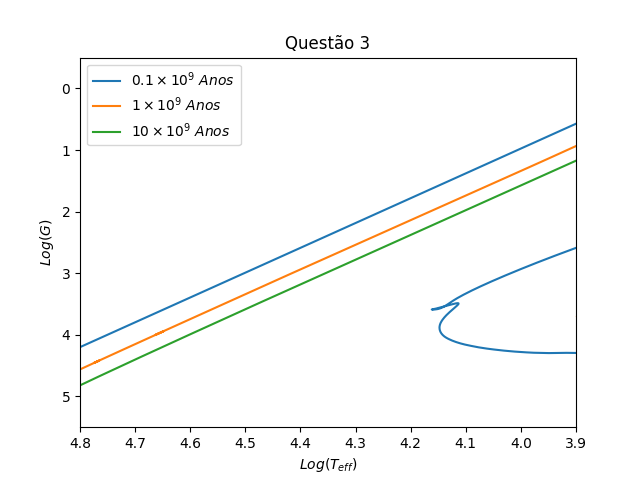 Questão 3
0.1 × 10⁹ Anos
1 × 10⁹ Anos
10 × 10⁹ Anos
Log(G)
0
1
2
3
4
5
4.8 4.7 4.6 4.5 4.4 4.3 4.2 4.1 4.0 3.9
Log(T_eff)